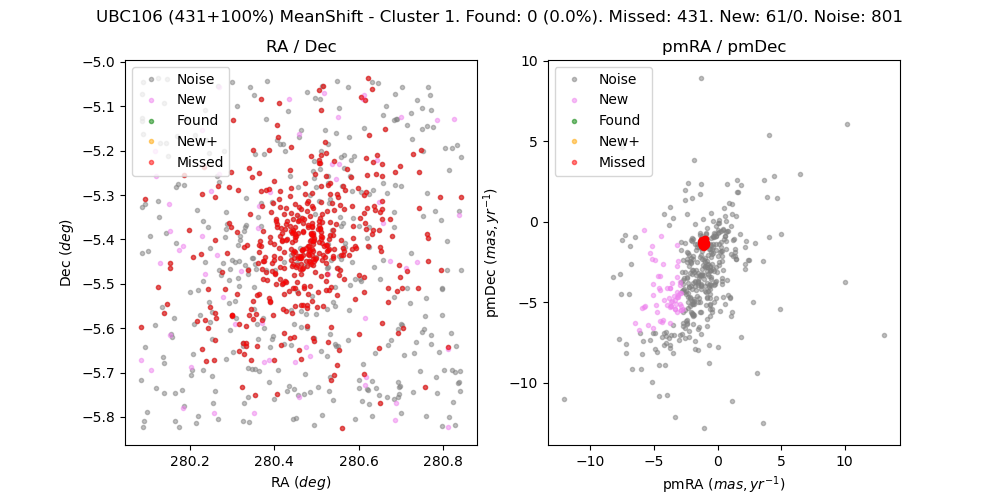 UBC106 (431+100%) MeanShift - Cluster 1. Found: 0 (0.0%). Missed: 431. New: 61/0. Noise: 801
RA / Dec
−5.0
−5.1
−5.2
−5.3
−5.4
−5.5
−5.6
−5.7
−5.8
Dec (deg)
Noise
New
Found
New+
Missed
280.2
280.4
280.6
280.8
RA (deg)
pmRA / pmDec
10
5
0
−5
−10
pmDec (mas, yr⁻¹)
Noise
New
Found
New+
Missed
−10
−5
0
5
10
pmRA (mas, yr⁻¹)